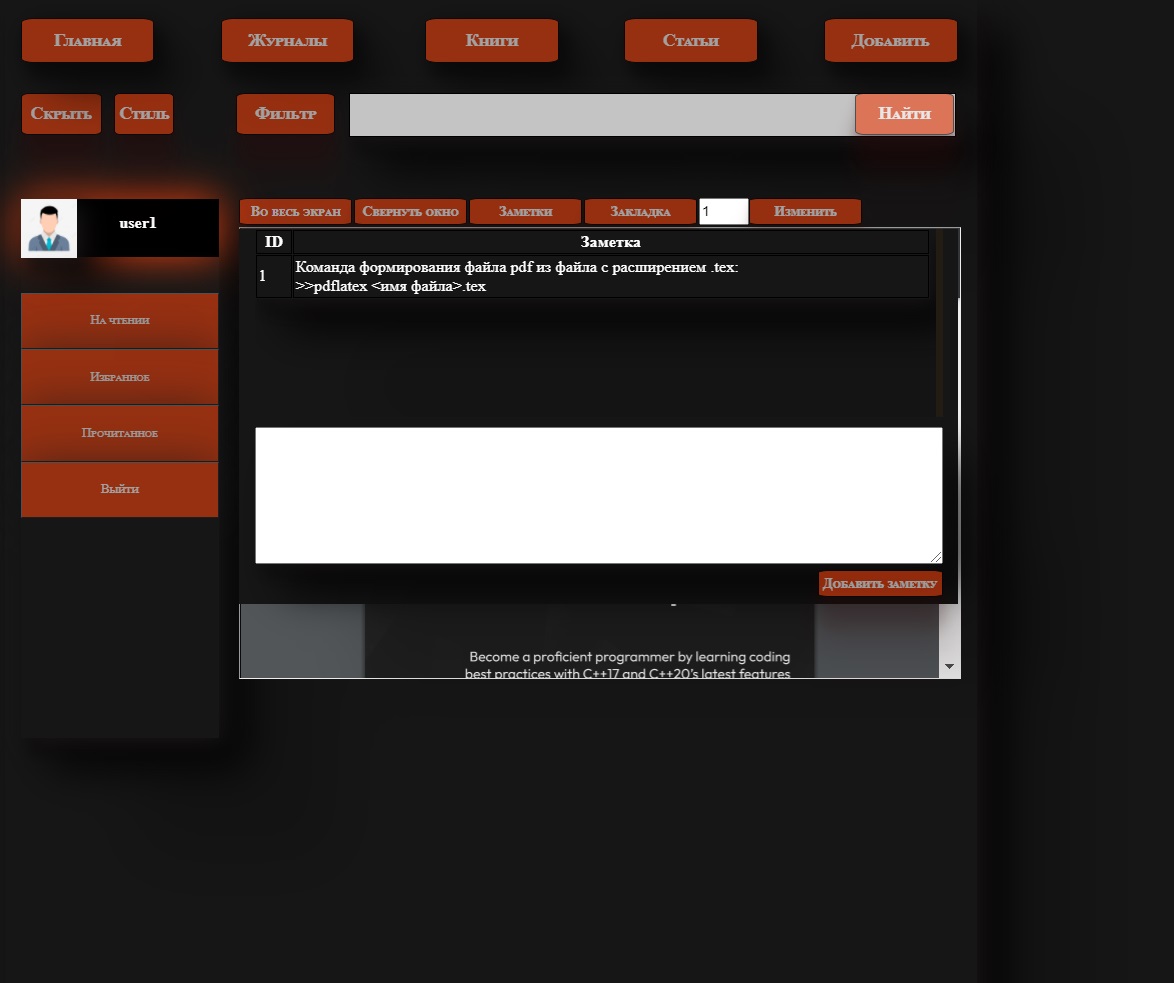 Главная
Журналы
Книги
Статьи
Добавить
Скрыть
Стиль
Фильтр
Найти
user1
Во весь экран
Свернуть окно
Заметки
Закладка
1
Изменить
ID
Заметка
1
Команда формирования файла pdf из файла с расширением .tex:
>>pdflatex <имя файла>.tex
На чтении
Избранное
Прочитанное
Выйти
Добавить заметку
Become a proficient programmer by learning coding
best practices with C++17 and C++20's latest features